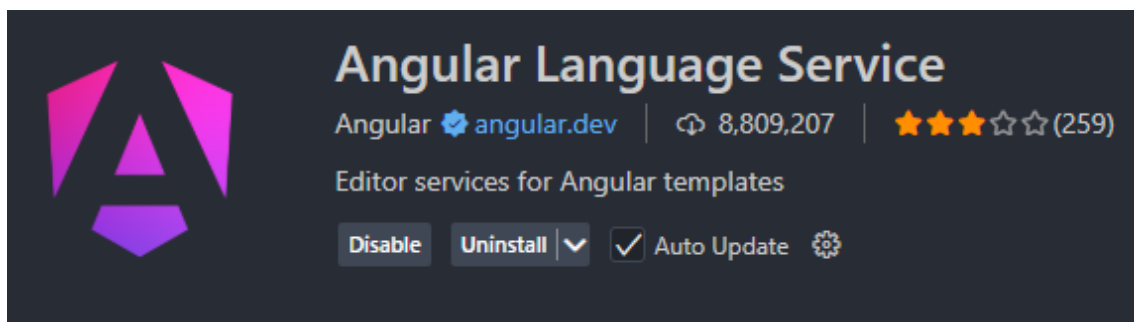 Angular Language Service
Angular angular.dev 8,809,207 (259)
Editor services for Angular templates
Disable Uninstall Auto Update